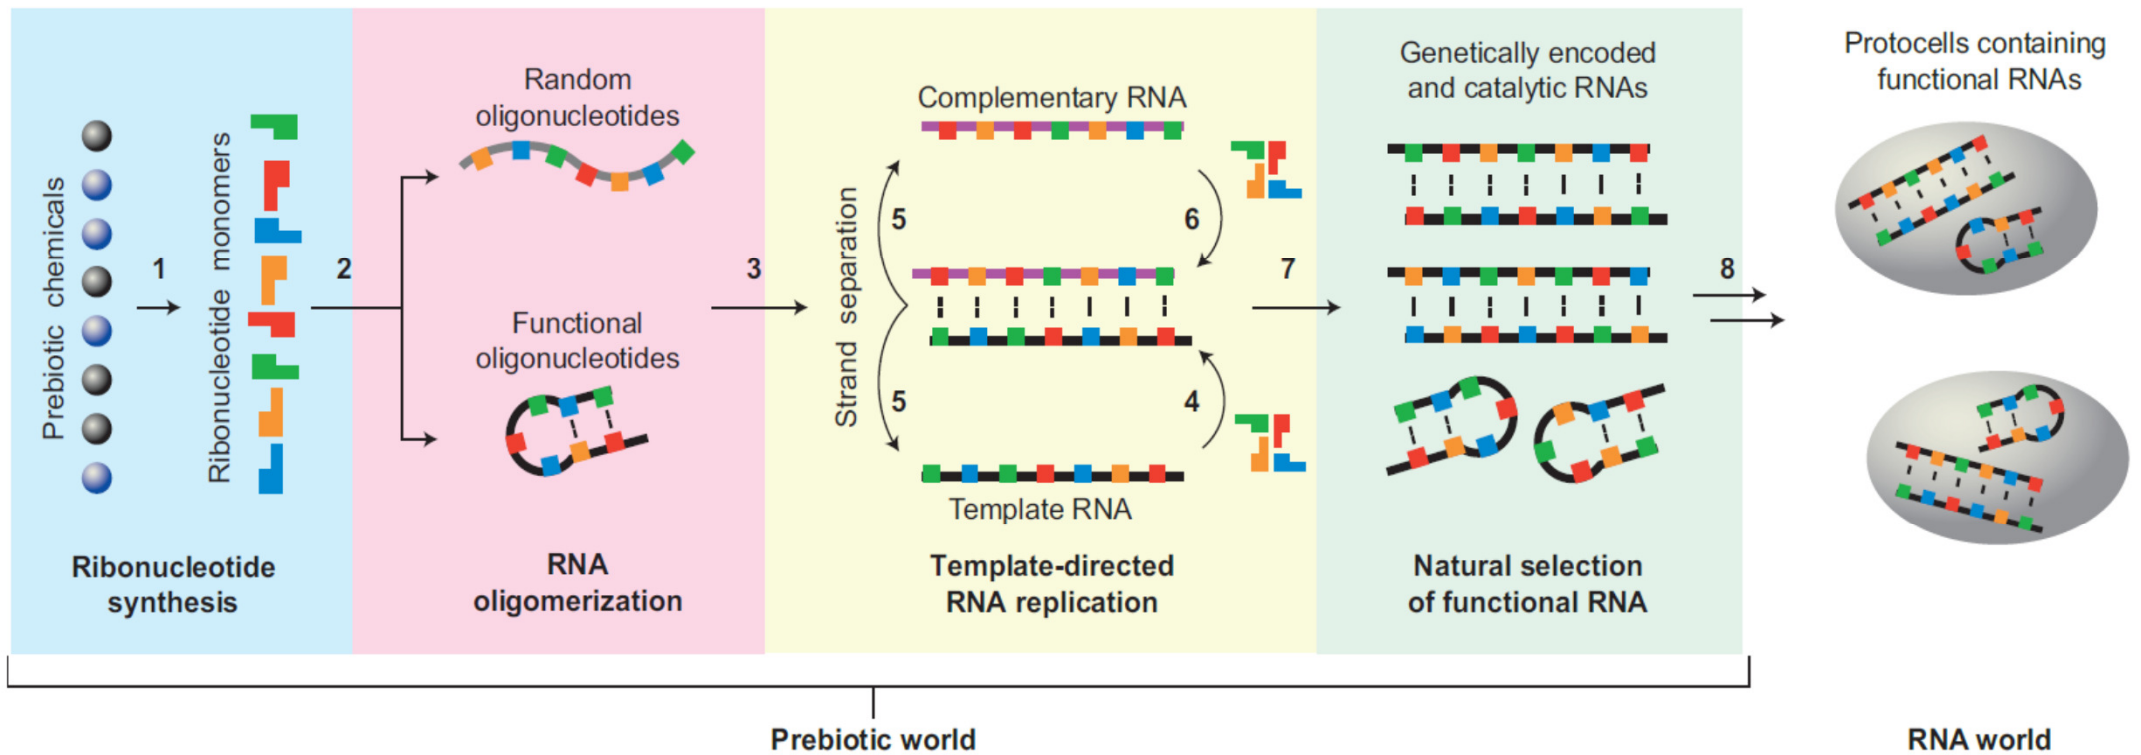 Prebiotic chemicals
1
Ribonucleotide monomers
2
Ribonucleotide
synthesis
Random
oligonucleotides
Functional
oligonucleotides
RNA
oligomerization
3
Complementary RNA
Strand separation
5
6
5
4
Template RNA
Template-directed
RNA replication
7
Genetically encoded
and catalytic RNAs
Natural selection
of functional RNA
8
Protocells containing
functional RNAs
Prebiotic world
RNA world